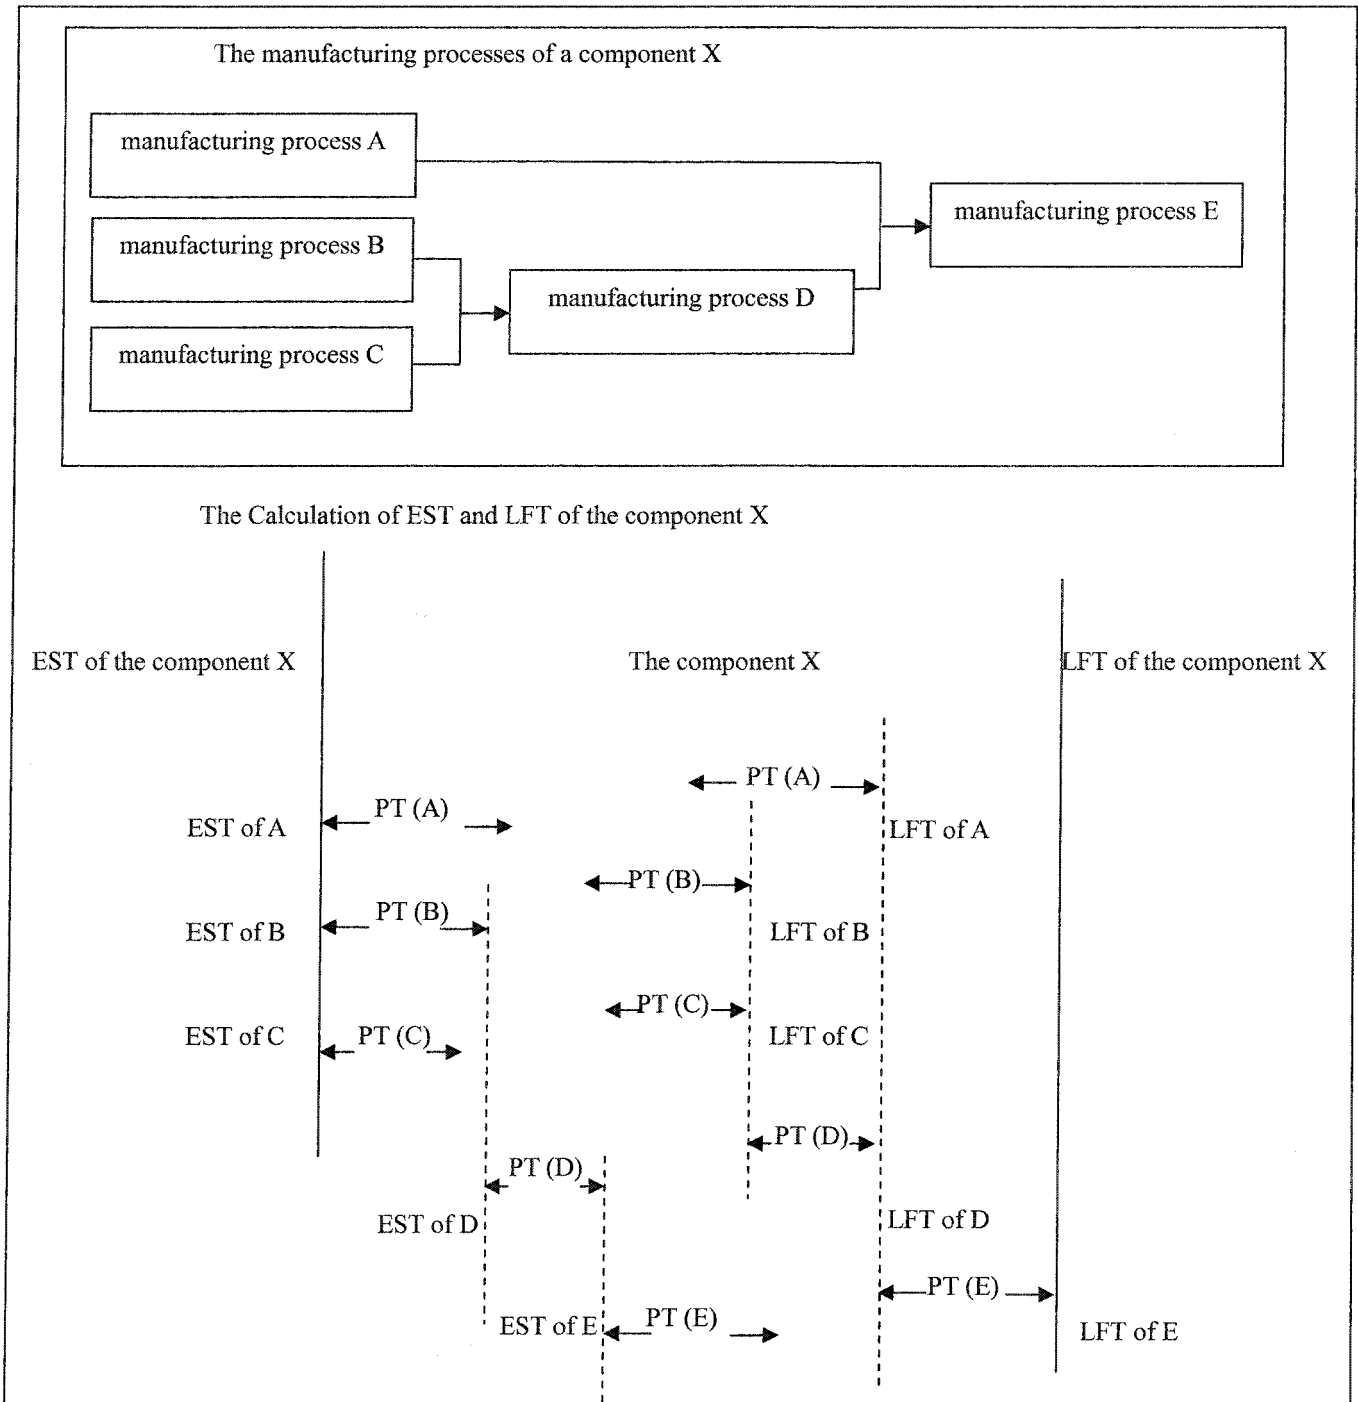 The manufacturing processes of a component X
manufacturing process A
manufacturing process E
manufacturing process B
manufacturing process D
manufacturing process C
The Calculation of EST and LFT of the component X
EST of the component X
The component X
LFT of the component X
PT (A)
PT (A)
EST of A
LFT of A
PT (B)
PT (B)
EST of B
LFT of B
PT (C)
EST of C
PT (C)
LFT of C
PT (D)
PT (D)
EST of D
LFT of D
PT (E)
EST of E
PT (E)
LFT of E